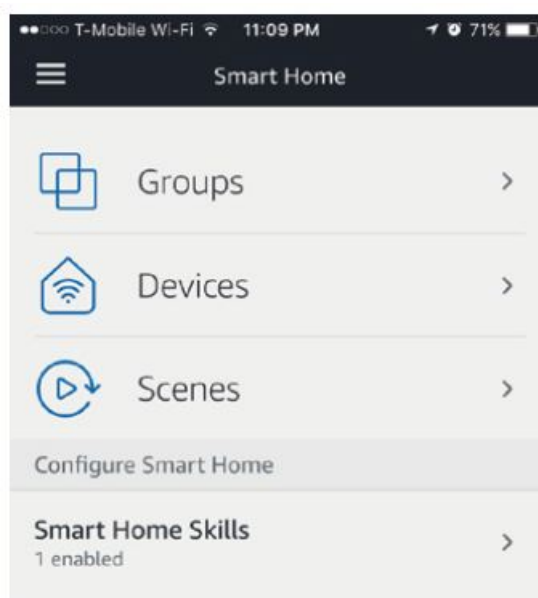 T-Mobile Wi-Fi 11:09 PM 71%
Smart Home
Groups
Devices
Scenes
Configure Smart Home
Smart Home Skills
1 enabled